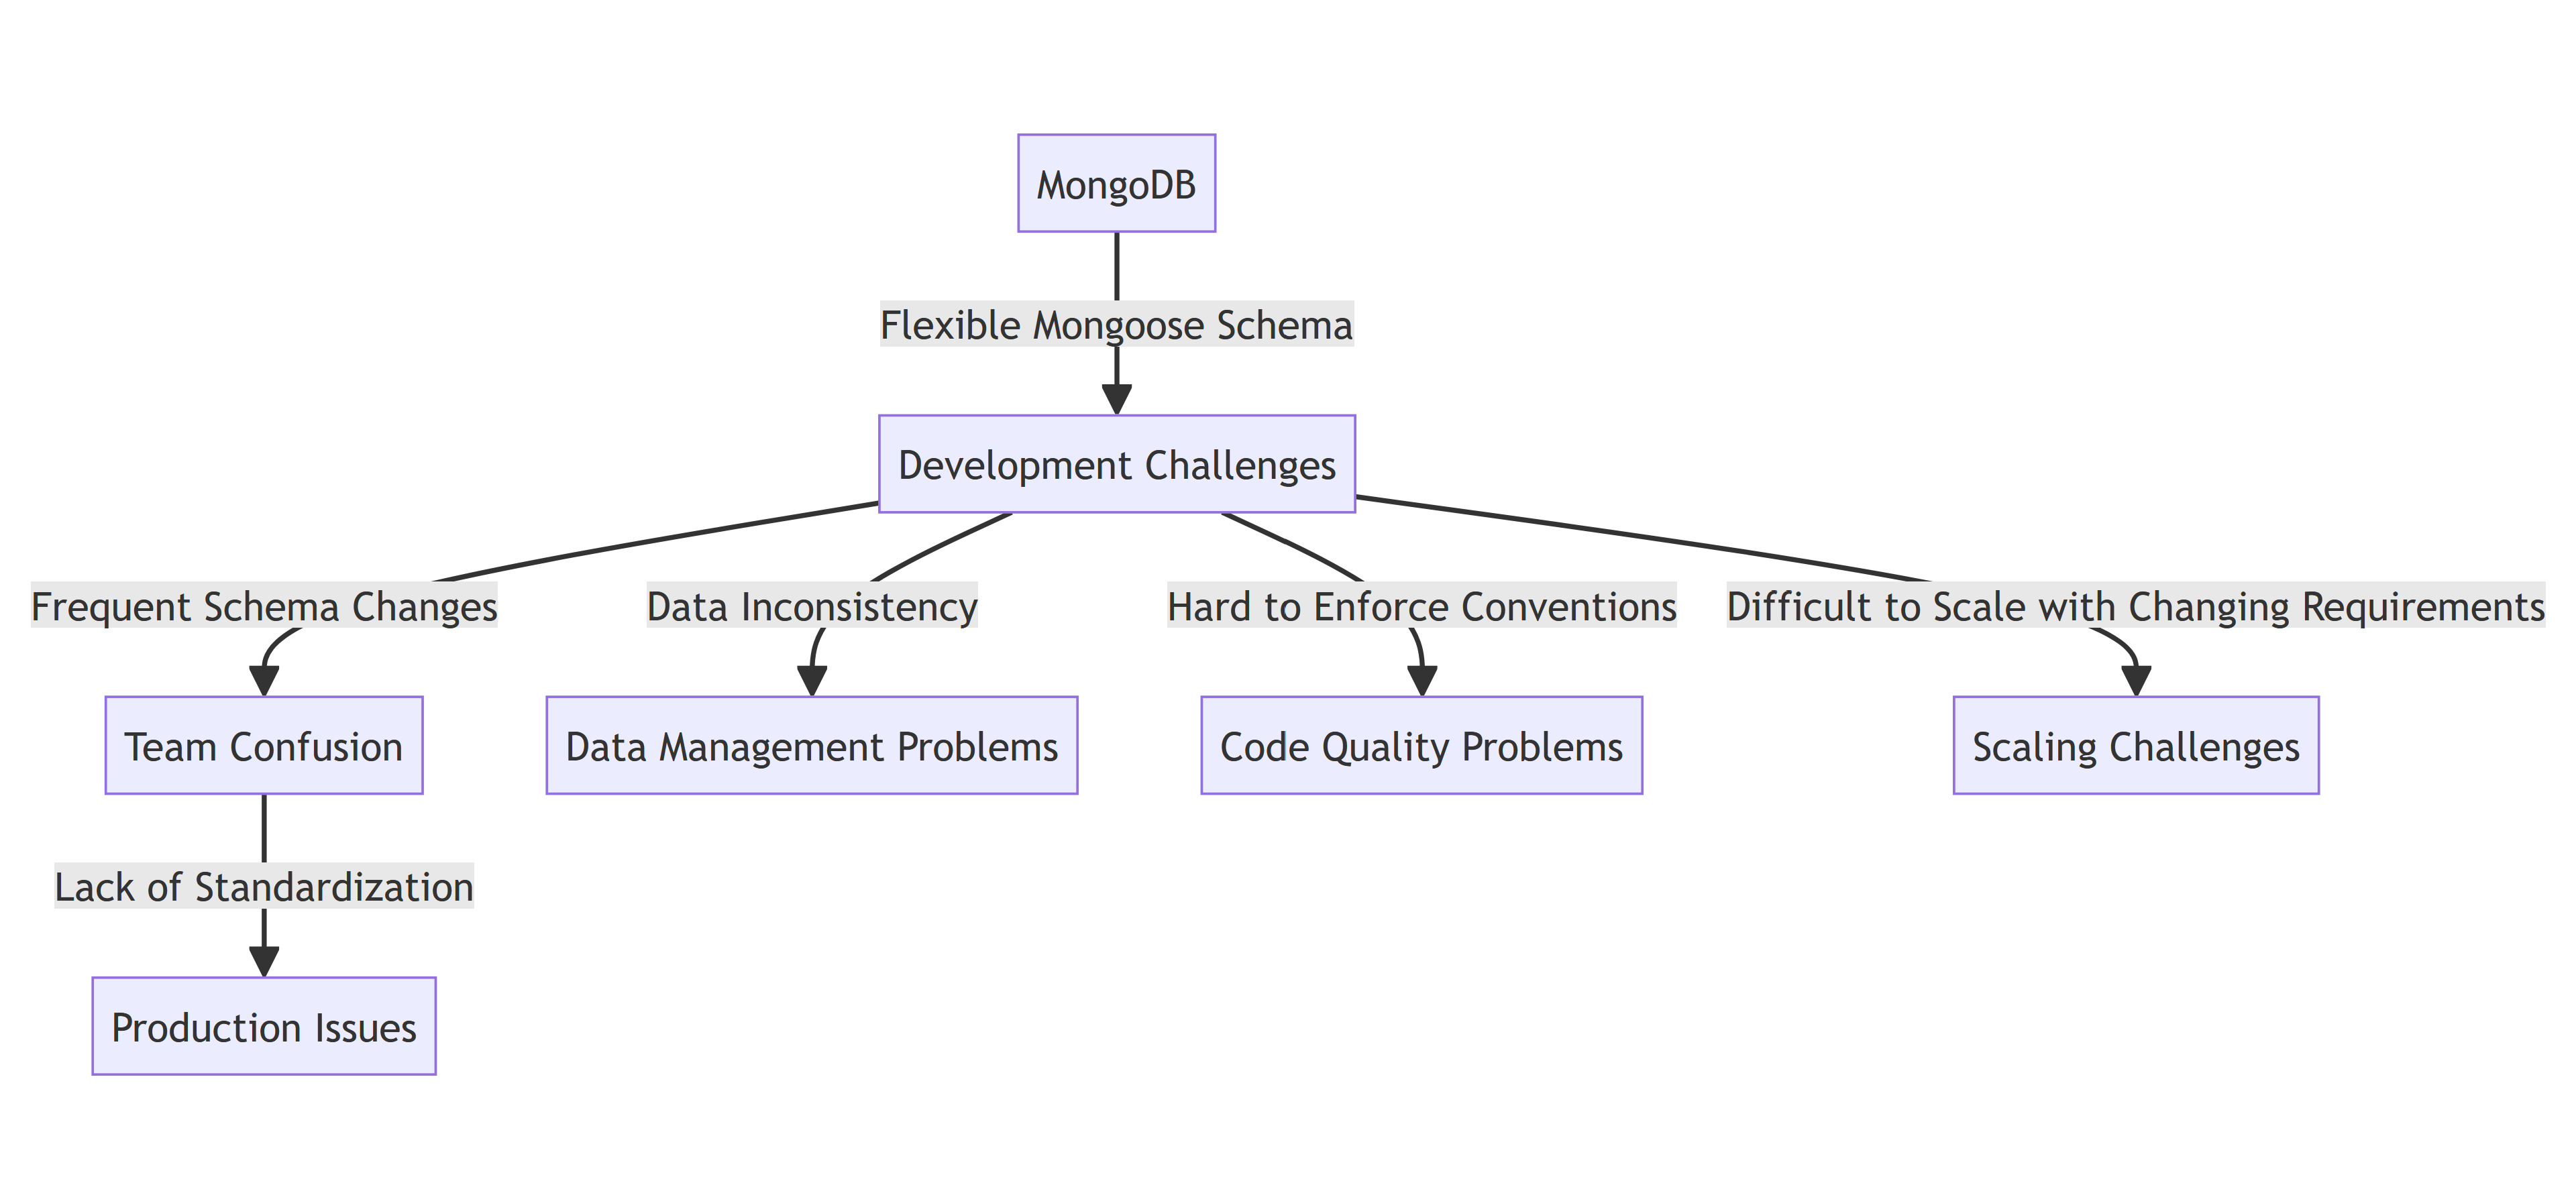 MongoDB
Flexible Mongoose Schema
Development Challenges
Frequent Schema Changes
Data Inconsistency
Hard to Enforce Conventions
Difficult to Scale with Changing Requirements
Team Confusion
Data Management Problems
Code Quality Problems
Scaling Challenges
Lack of Standardization
Production Issues